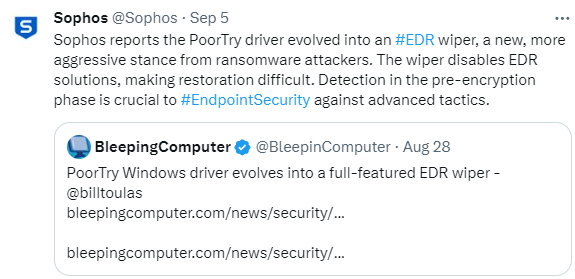 Sophos @Sophos · Sep 5
Sophos reports the PoorTry driver evolved into an #EDR wiper, a new, more
aggressive stance from ransomware attackers. The wiper disables EDR
solutions, making restoration difficult. Detection in the pre-encryption
phase is crucial to #EndpointSecurity against advanced tactics.
BleepingComputer @BleepinComputer · Aug 28
PoorTry Windows driver evolves into a full-featured EDR wiper -
@billtoulas
bleepingcomputer.com/news/security/...
bleepingcomputer.com/news/security/...